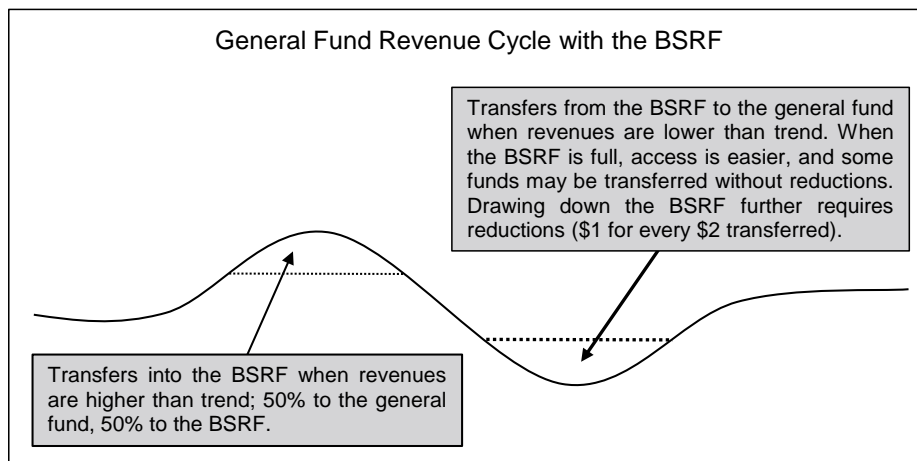 General Fund Revenue Cycle with the BSRF
Transfers from the BSRF to the general fund
when revenues are lower than trend. When
the BSRF is full, access is easier, and some
funds may be transferred without reductions.
Drawing down the BSRF further requires
reductions ($1 for every $2 transferred).
Transfers into the BSRF when revenues
are higher than trend; 50% to the general
fund, 50% to the BSRF.